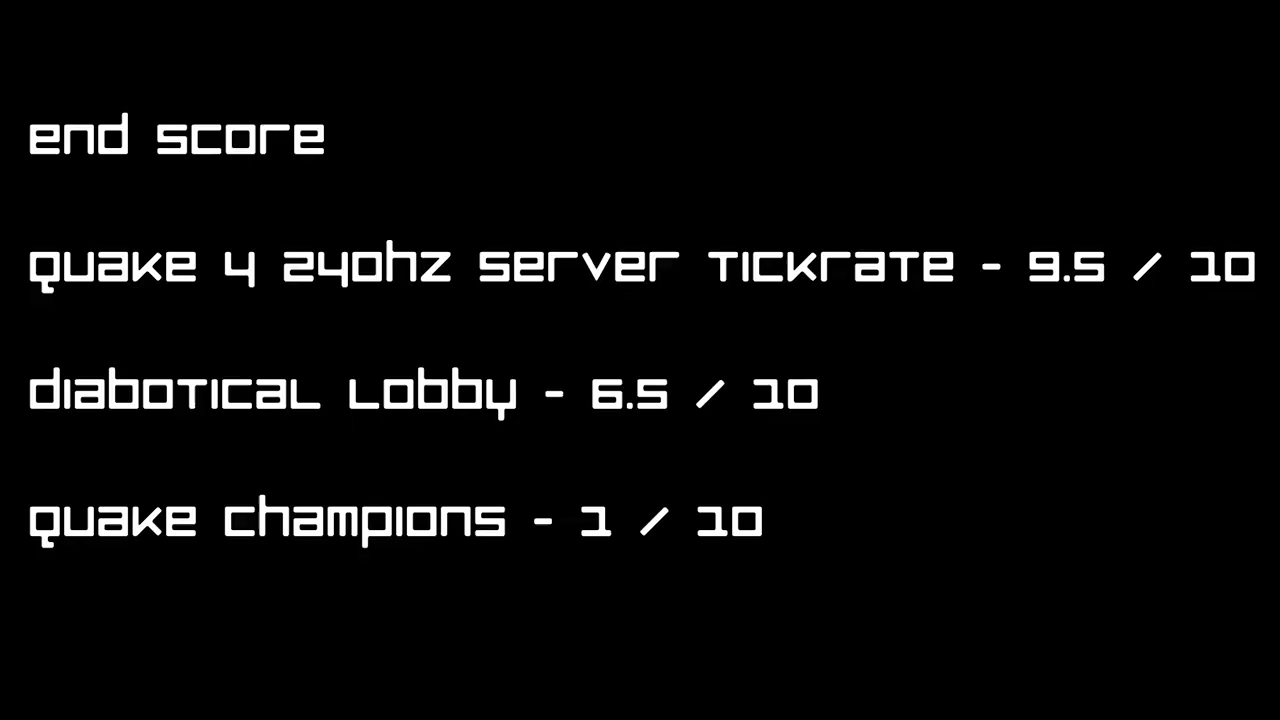 end score
quake 4 240hz server tickrate - 9.5 / 10
diabotical lobby - 6.5 / 10
quake champions - 1 / 10